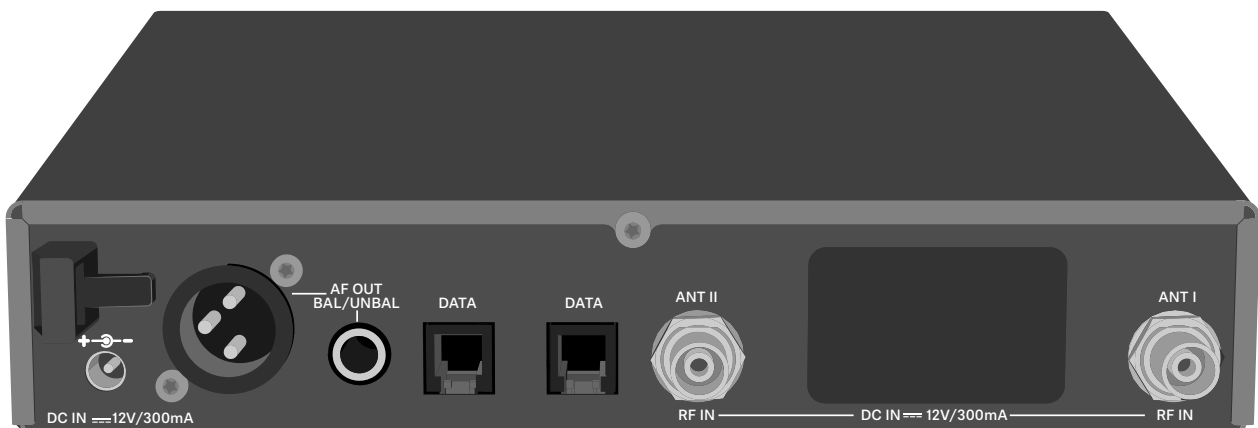 AF OUT
BAL/UNBAL
DATA
DATA
ANT II
ANT I
+ -
DC IN ⎓ 12V/300mA
RF IN
DC IN ⎓ 12V/300mA
RF IN